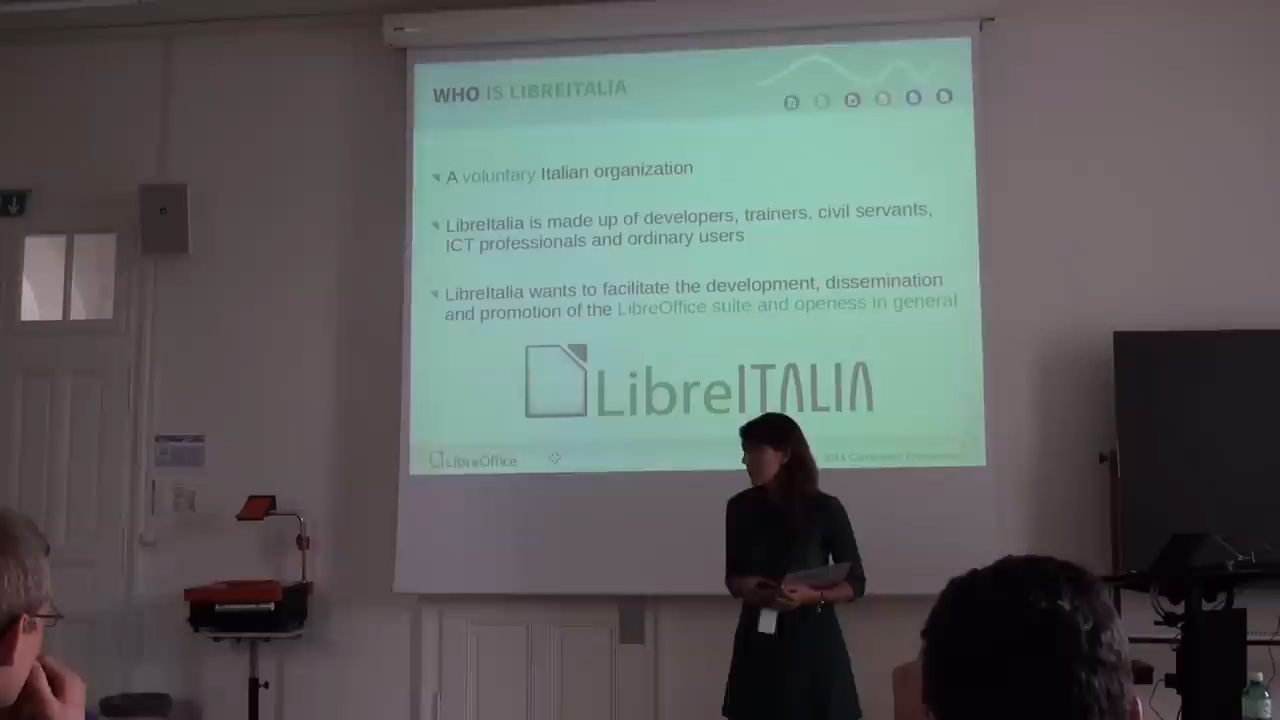 WHO IS LIBREITALIA
A voluntary Italian organization
LibreItalia is made up of developers, trainers, civil servants,
ICT professionals and ordinary users
LibreItalia wants to facilitate the development, dissemination
and promotion of the LibreOffice suite and openess in general
LibreITALIA
LibreOffice